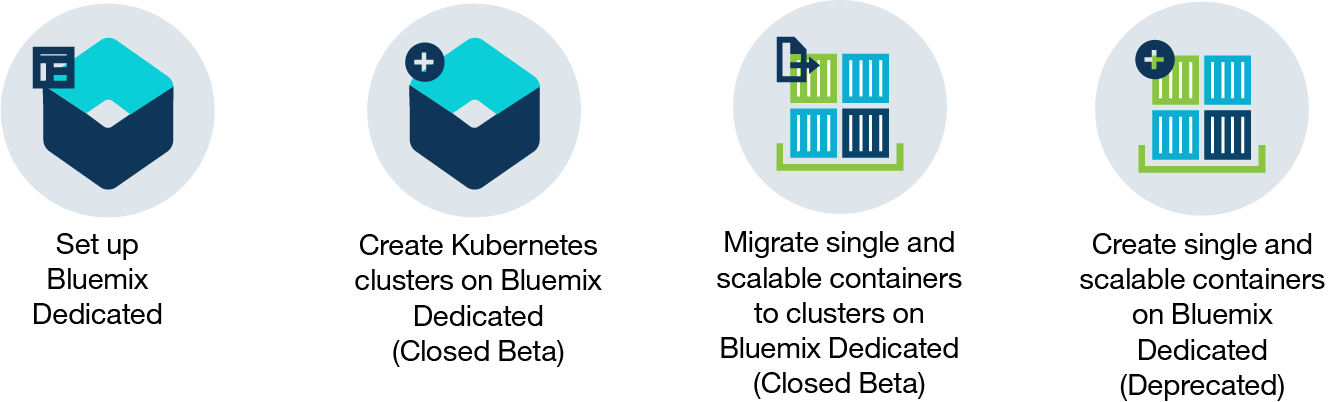 Set up
Bluemix
Dedicated
Create Kubernetes
clusters on Bluemix
Dedicated
(Closed Beta)
Migrate single and
scalable containers
to clusters on
Bluemix Dedicated
(Closed Beta)
Create single and
scalable containers
on Bluemix
Dedicated
(Deprecated)